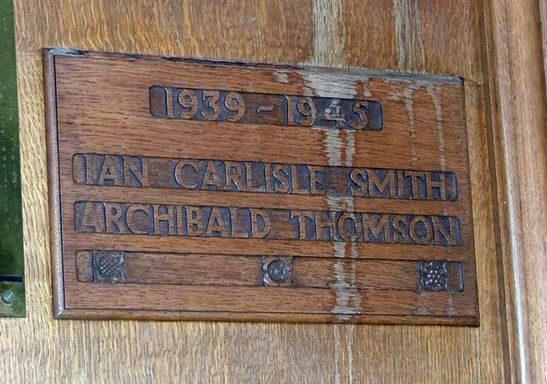 1939 ~ 1945
IAN CARLISLE SMITH
ARCHIBALD THOMSON